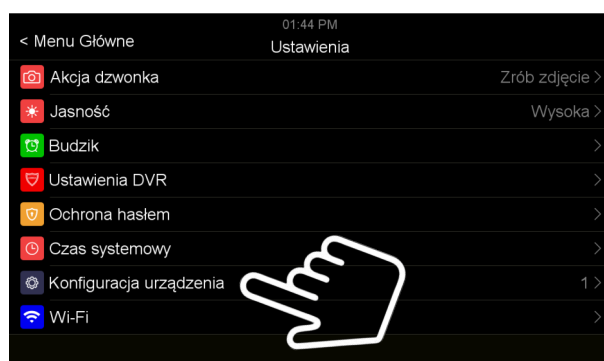 01:44 PM
< Menu Główne
Ustawienia
Akcja dzwonka Zrób zdjęcie >
Jasność Wysoka >
Budzik >
Ustawienia DVR >
Ochrona hasłem >
Czas systemowy >
Konfiguracja urządzenia 1 >
Wi-Fi >